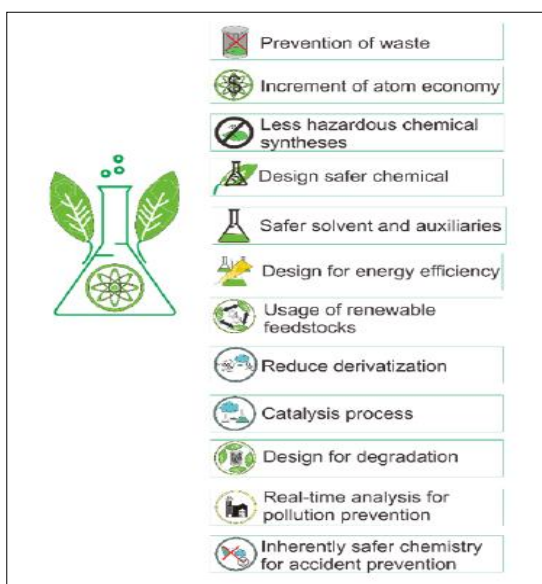 Prevention of waste
$
Increment of atom economy
Less hazardous chemical
syntheses
Design safer chemical
Safer solvent and auxiliaries
Design for energy efficiency
Usage of renewable
feedstocks
Reduce derivatization
Catalysis process
Design for degradation
Real-time analysis for
pollution prevention
Inherently safer chemistry
for accident prevention